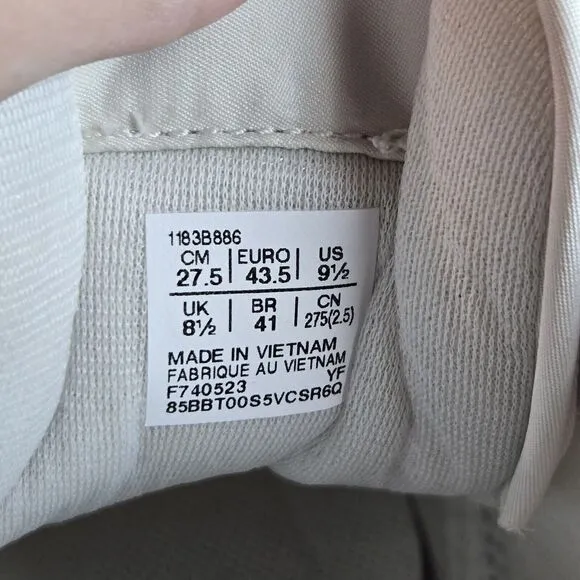 1183B886
CM EURO US
27.5 43.5 9½
UK BR CN
8½ 41 275(2.5)
MADE IN VIETNAM
FABRIQUE AU VIETNAM
F740523 YF
85BBT00S5VCSR6Q